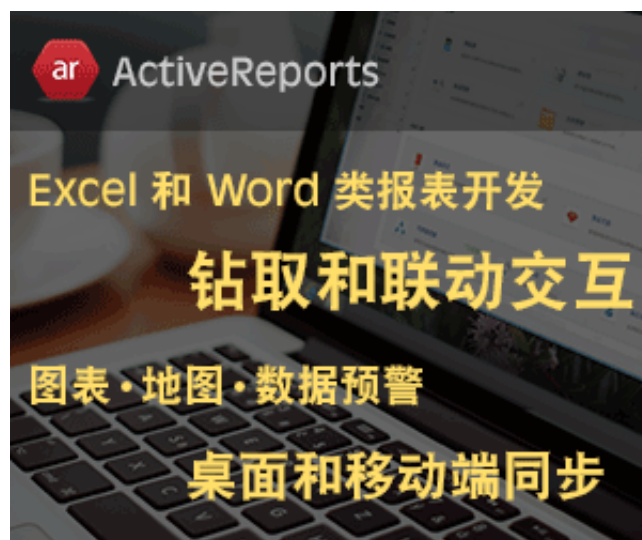 ar ActiveReports
Excel 和 Word 类报表开发
钻取和联动交互
图表·地图·数据预警
桌面和移动端同步